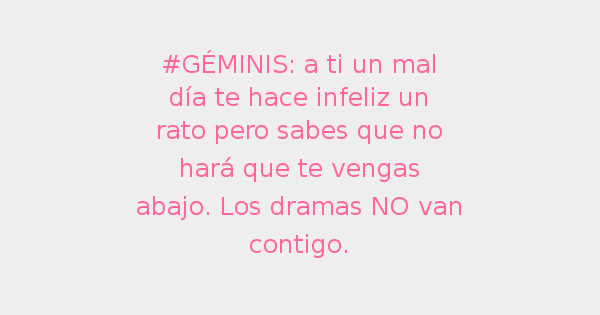 #GÉMINIS: a ti un mal
día te hace infeliz un
rato pero sabes que no
hará que te vengas
abajo. Los dramas NO van
contigo.